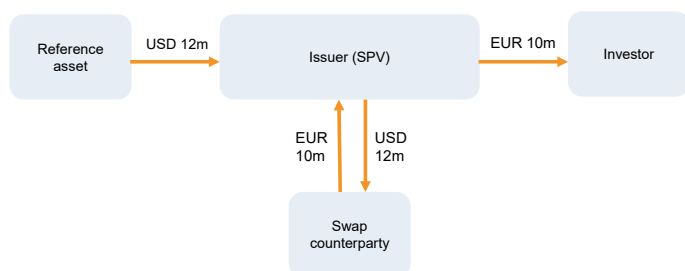 Reference
asset
USD 12m
Issuer (SPV)
EUR 10m
Investor
EUR
10m
USD
12m
Swap
counterparty